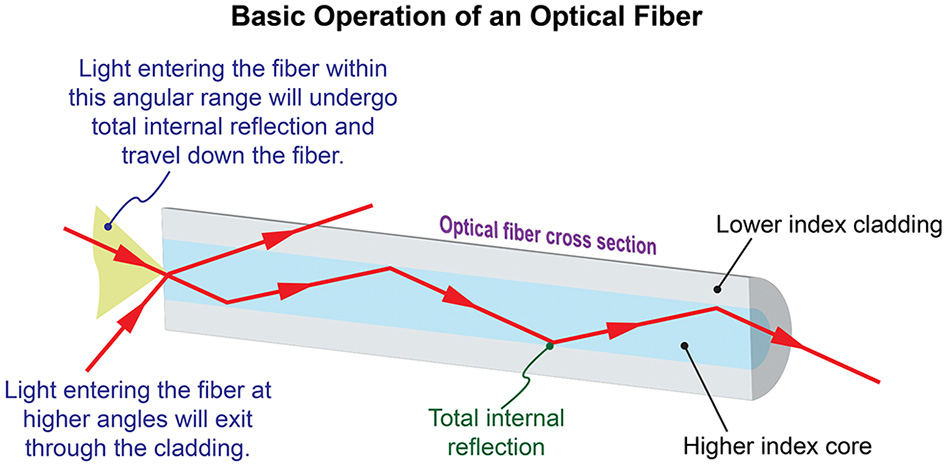 Basic Operation of an Optical Fiber
Light entering the fiber within
this angular range will undergo
total internal reflection and
travel down the fiber.
Optical fiber cross section
Lower index cladding
Light entering the fiber at
higher angles will exit
through the cladding.
Total internal
reflection
Higher index core